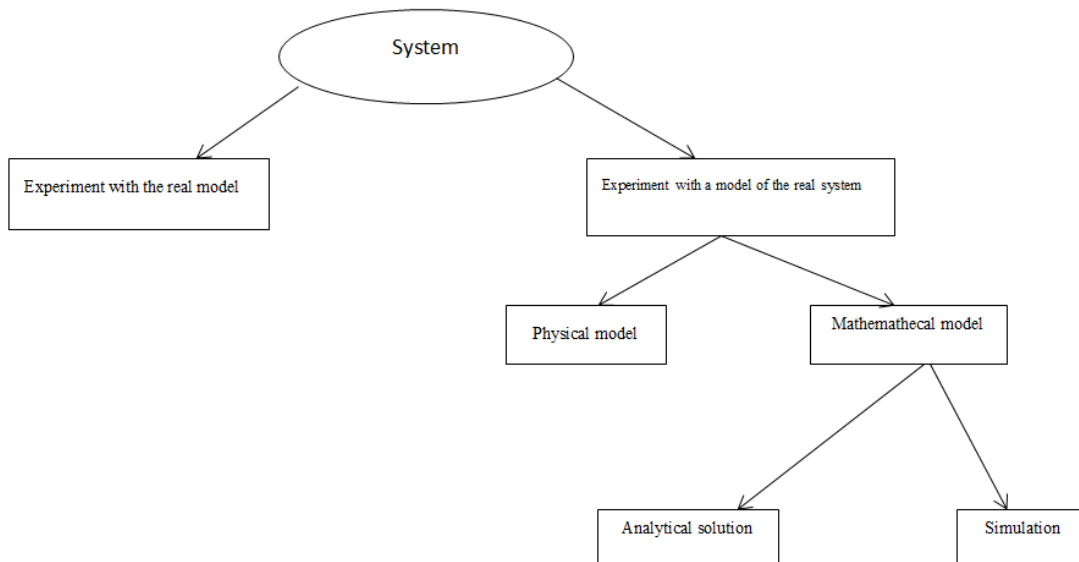 System
Experiment with the real model
Experiment with a model of the real system
Physical model
Mathemathecal model
Analytical solution
Simulation